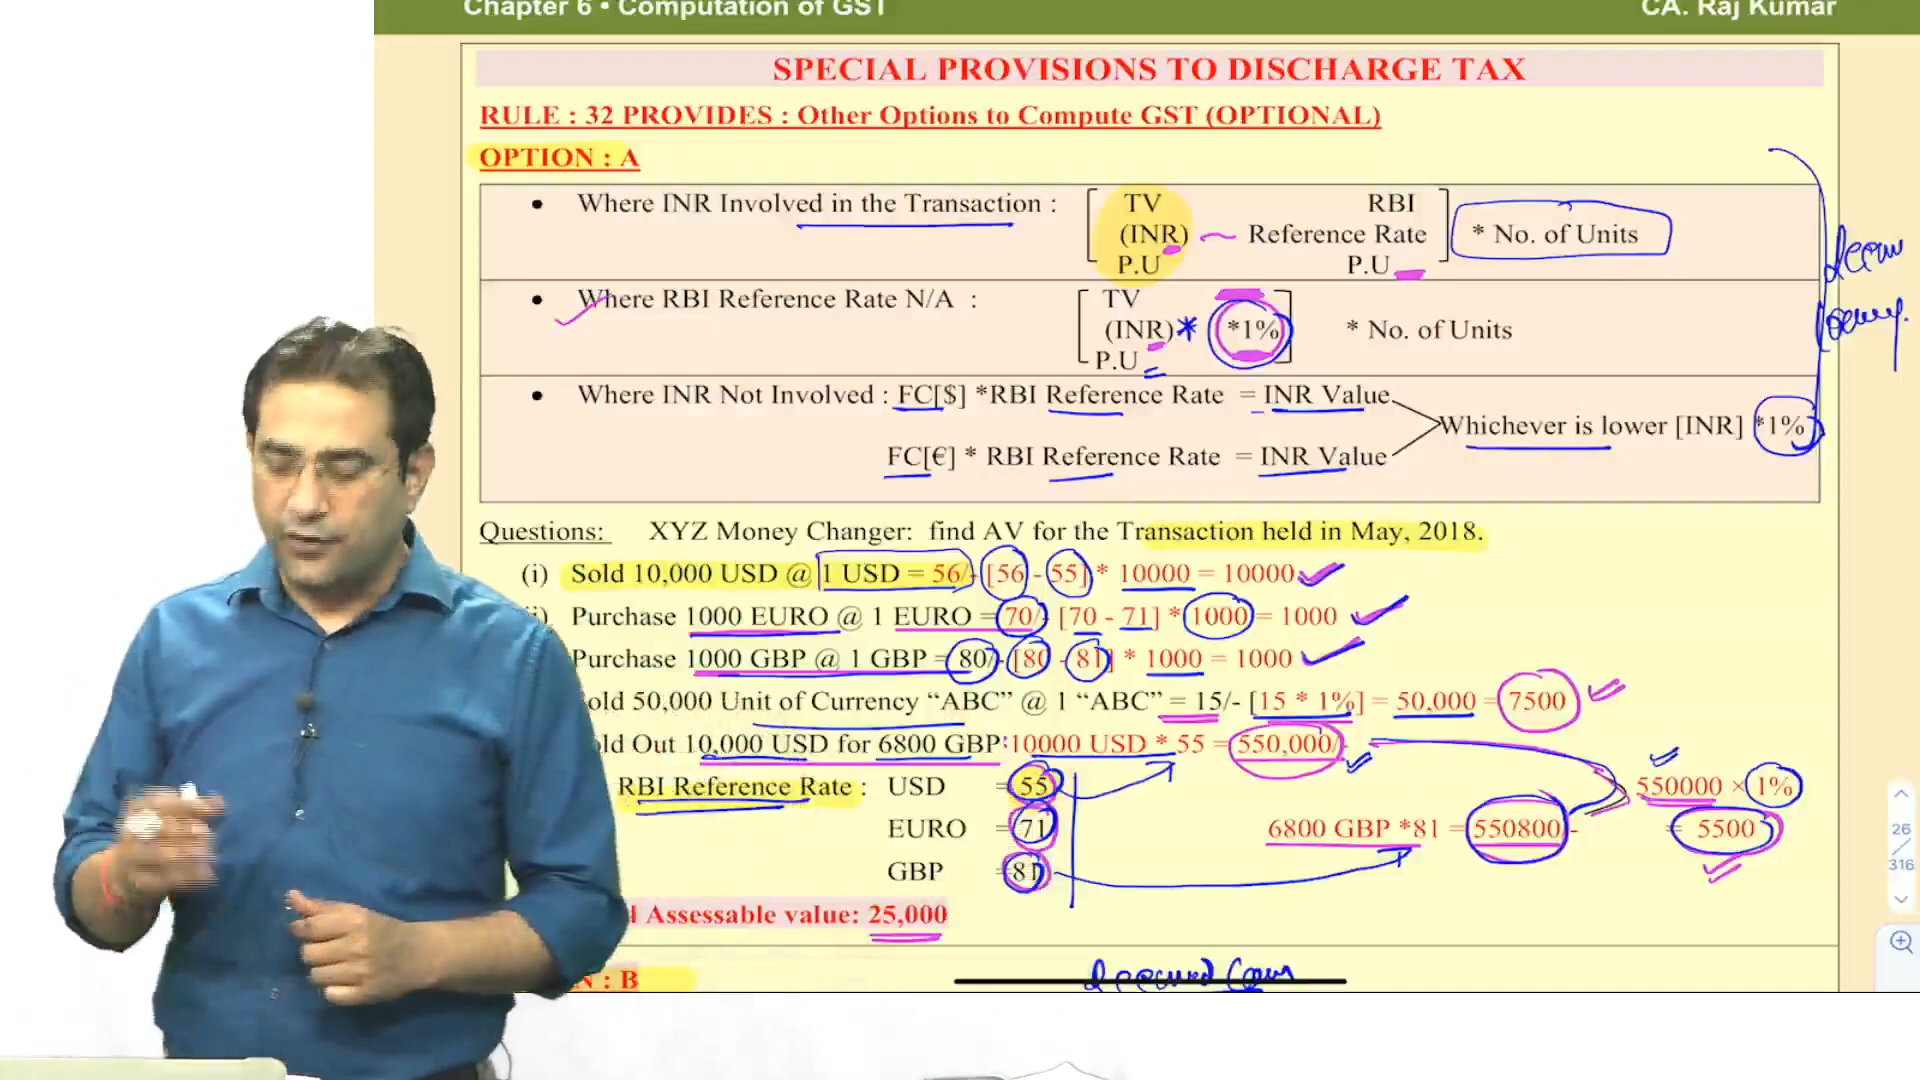 Chapter 6 • Computation of GST CA. Raj Kumar
SPECIAL PROVISIONS TO DISCHARGE TAX
RULE : 32 PROVIDES : Other Options to Compute GST (OPTIONAL)
OPTION : A
• Where INR Involved in the Transaction : [TV (INR) P.U ~ RBI Reference Rate P.U] * No. of Units
• Where RBI Reference Rate N/A : [TV (INR) P.U * *1%] * No. of Units
• Where INR Not Involved : FC[$] *RBI Reference Rate = INR Value
Whichever is lower [INR] *1%
FC[€] * RBI Reference Rate = INR Value
Questions: XYZ Money Changer: find AV for the Transaction held in May, 2018.
(i) Sold 10,000 USD @ 1 USD = 56/- [56 - 55] * 10000 = 10000
Purchase 1000 EURO @ 1 EURO = 70/- [70 - 71] * 1000 = 1000
Purchase 1000 GBP @ 1 GBP = 80/- [80 - 81] * 1000 = 1000
old 50,000 Unit of Currency “ABC” @ 1 “ABC” = 15/- [15 * 1%] = 50,000 = 7500
ld Out 10,000 USD for 6800 GBP: 10000 USD * 55 = 550,000/-
RBI Reference Rate : USD = 55
550000 × 1%
EURO = 71
6800 GBP *81 = 550800/-
= 5500
GBP = 81
d Assessable value: 25,000
N : B
26
/
316